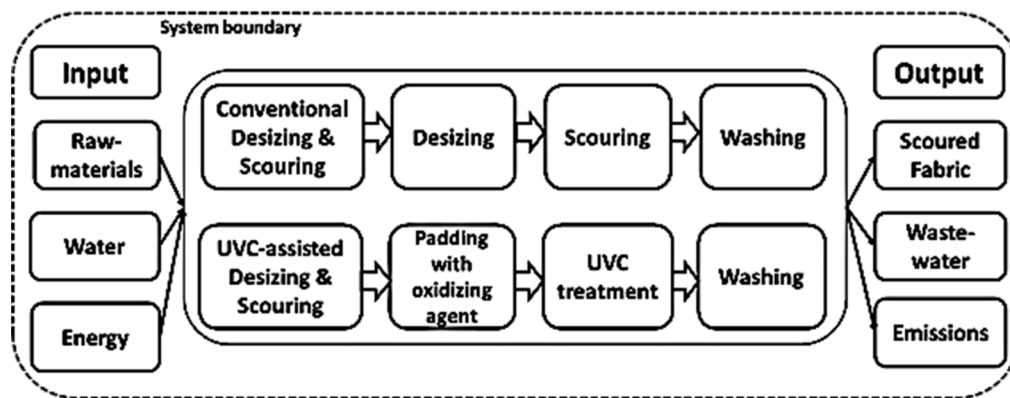 System boundary
Input
Raw-
materials
Water
Energy
Conventional
Desizing &
Scouring
Desizing
Scouring
Washing
UVC-assisted
Desizing &
Scouring
Padding
with
oxidizing
agent
UVC
treatment
Washing
Output
Scoured
Fabric
Waste-
water
Emissions